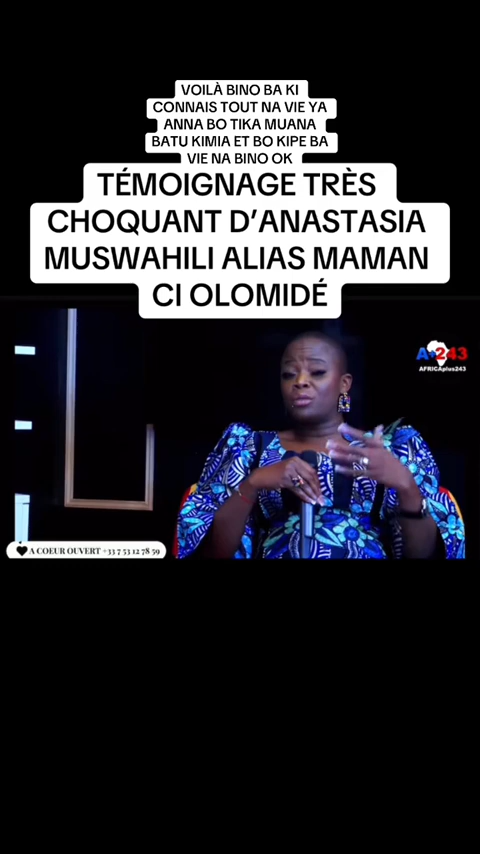 VOILÀ BINO BA KI
CONNAIS TOUT NA VIE YA
ANNA BO TIKA MUANA
BATU KIMIA ET BO KIPE BA
VIE NA BINO OK
TÉMOIGNAGE TRÈS
CHOQUANT D’ANASTASIA
MUSWAHILI ALIAS MAMAN
CI OLOMIDÉ
A+243
AFRICAplus243
A COEUR OUVERT +33 7 53 12 78 59